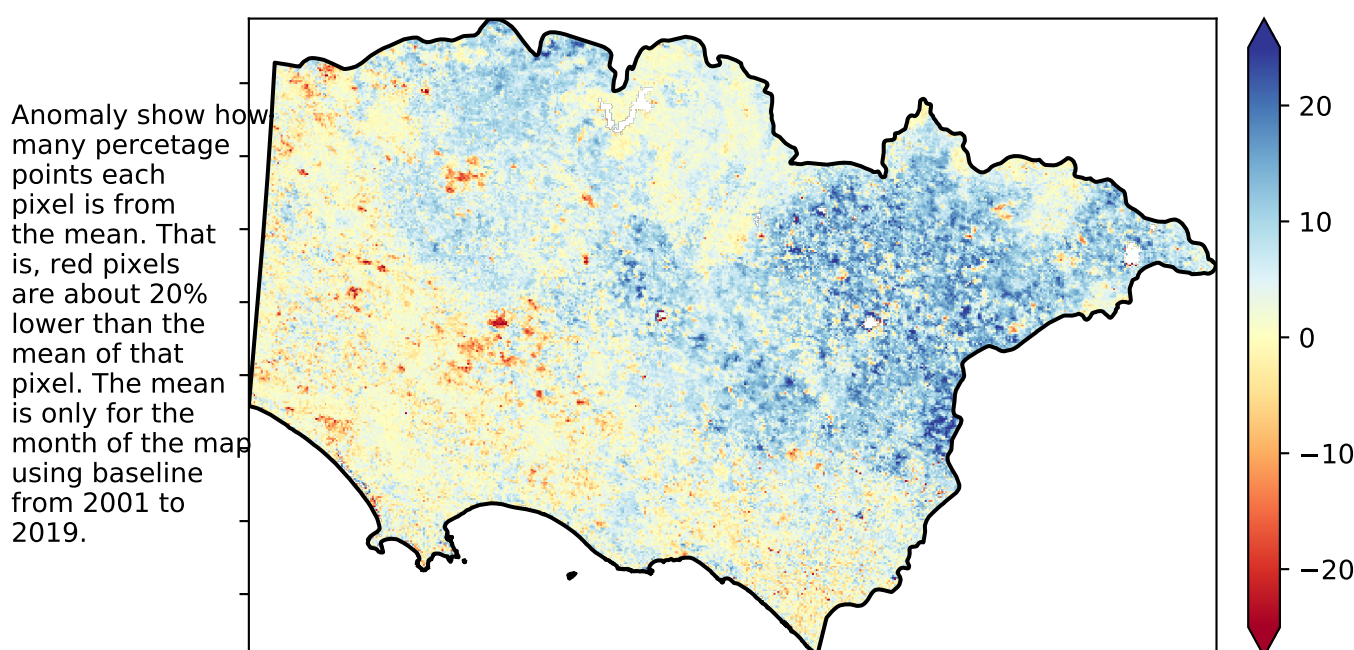 Anomaly show how
many percetage
points each
pixel is from
the mean. That
is, red pixels
are about 20%
lower than the
mean of that
pixel. The mean
is only for the
month of the map
using baseline
from 2001 to
2019.
20
10
0
−10
−20